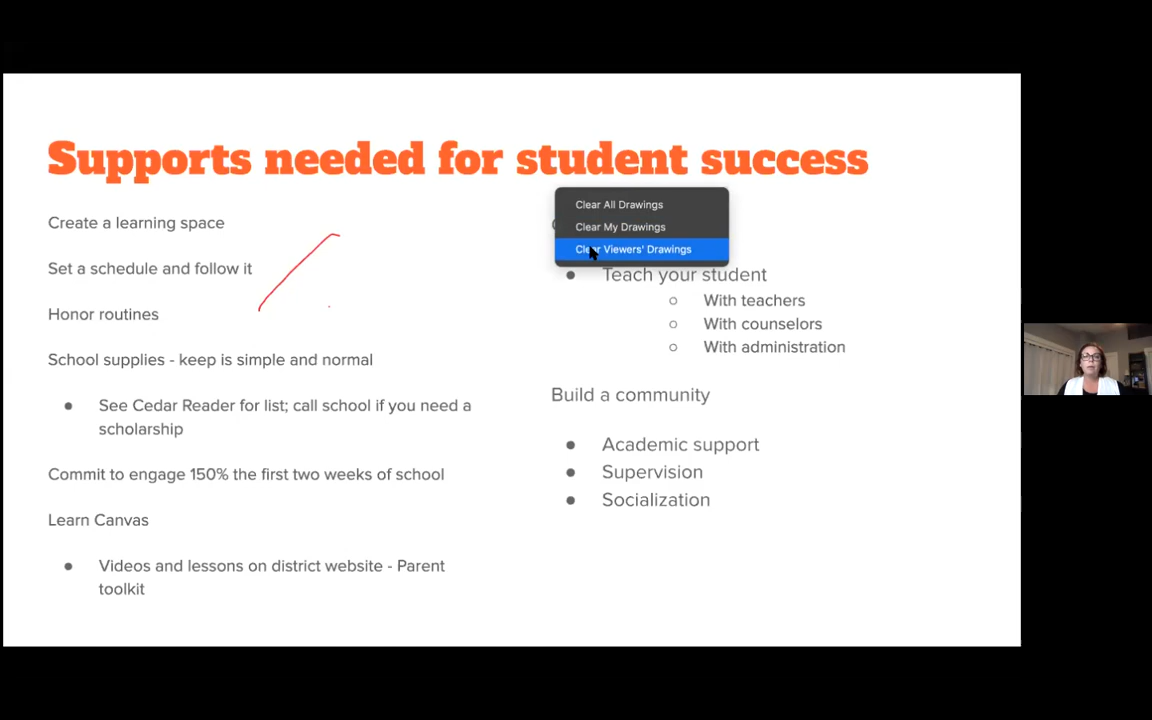 Supports needed for student success
Create a learning space
Set a schedule and follow it
Honor routines
School supplies - keep is simple and normal
See Cedar Reader for list; call school if you need a
scholarship
Commit to engage 150% the first two weeks of school
Learn Canvas
Videos and lessons on district website - Parent
toolkit
Clear All Drawings
Clear My Drawings
Clear Viewers' Drawings
Teach your student
With teachers
With counselors
With administration
Build a community
Academic support
Supervision
Socialization